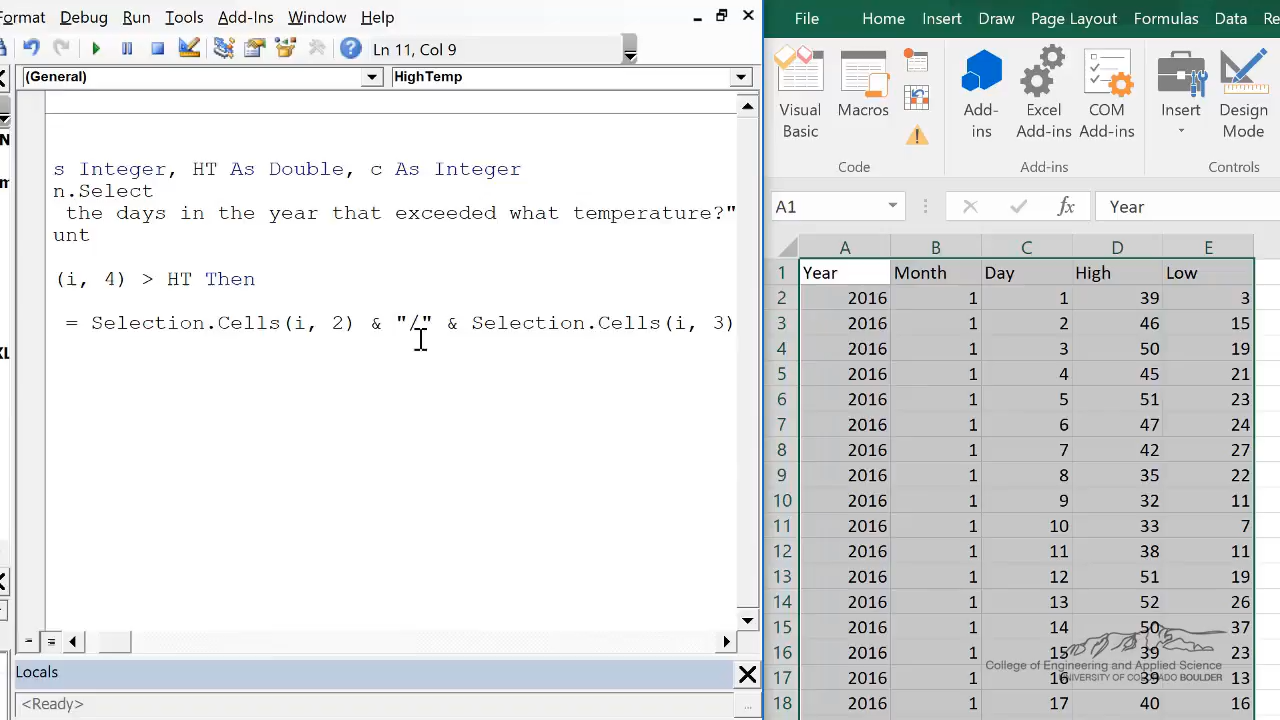 Format Debug Run Tools Add-Ins Window Help
Ln 11, Col 9
(General) HighTemp
s Integer, HT As Double, c As Integer
n.Select
the days in the year that exceeded what temperature?"
unt
(i, 4) > HT Then
= Selection.Cells(i, 2) & "/" & Selection.Cells(i, 3)
Locals
<Ready>
File Home Insert Draw Page Layout Formulas Data Re
Visual Basic
Macros
Add-ins
Excel Add-ins
COM Add-ins
Insert
Design Mode
Code Add-ins Controls
A1 fx Year
A B C D E
1 Year Month Day High Low
2 2016 1 1 39 3
3 2016 1 2 46 15
4 2016 1 3 50 19
5 2016 1 4 45 21
6 2016 1 5 51 23
7 2016 1 6 47 24
8 2016 1 7 42 27
9 2016 1 8 35 22
10 2016 1 9 32 11
11 2016 1 10 33 7
12 2016 1 11 38 11
13 2016 1 12 51 19
14 2016 1 13 52 26
15 2016 1 14 50 37
16 2016 1 15 39 23
17 2016 1 16 39 13
18 2016 1 17 40 16
College of Engineering and Applied Science
UNIVERSITY OF COLORADO BOULDER